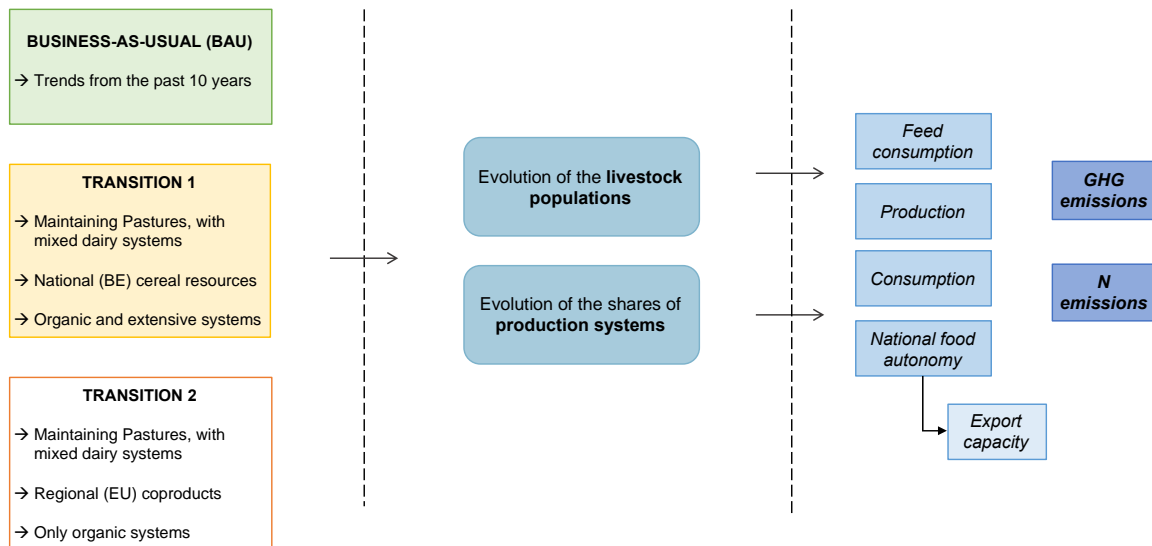 BUSINESS-AS-USUAL (BAU)
→ Trends from the past 10 years
TRANSITION 1
→ Maintaining Pastures, with
mixed dairy systems
→ National (BE) cereal resources
→ Organic and extensive systems
TRANSITION 2
→ Maintaining Pastures, with
mixed dairy systems
→ Regional (EU) coproducts
→ Only organic systems
Evolution of the livestock
populations
Evolution of the shares of
production systems
Feed
consumption
Production
Consumption
National food
autonomy
Export
capacity
GHG
emissions
N
emissions